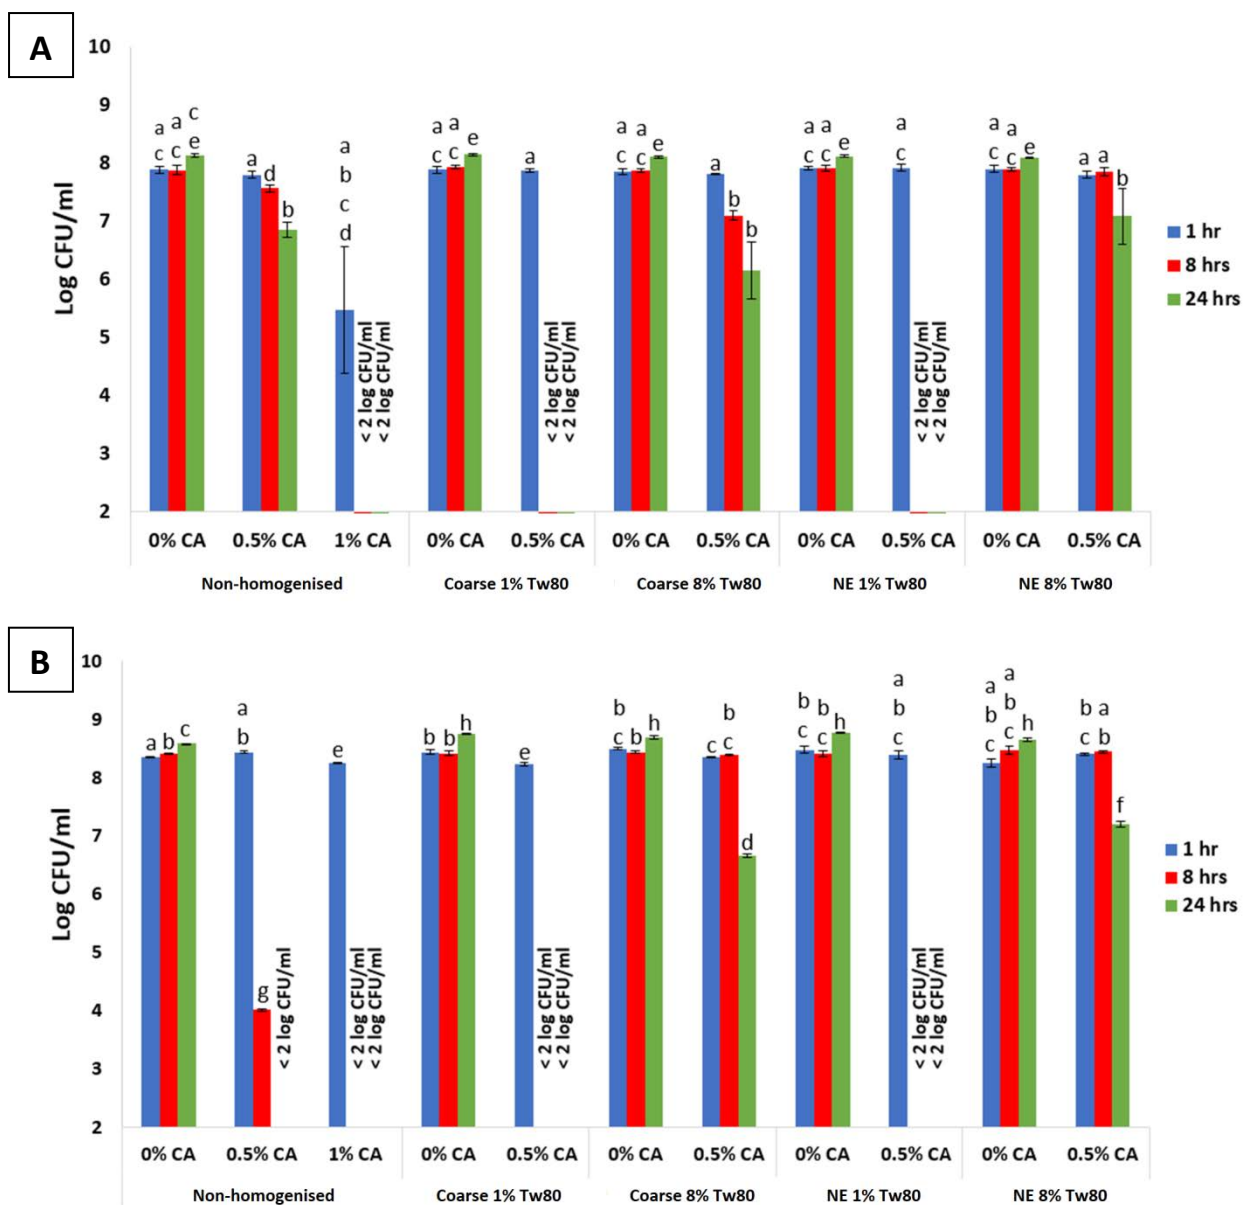 A
10
9
8
7
6
5
4
3
2
Log CFU/ml
a a c
c c e
a d b
a
b
c
d
< 2 log CFU/ml
< 2 log CFU/ml
a a
c c e
a
< 2 log CFU/ml
< 2 log CFU/ml
a a
c c e
a b b
a a
c c e
a
c
< 2 log CFU/ml
< 2 log CFU/ml
a a
c c e
a a b
1 hr
8 hrs
24 hrs
0% CA 0.5% CA 1% CA 0% CA 0.5% CA 0% CA 0.5% CA 0% CA 0.5% CA 0% CA 0.5% CA
Non-homogenised Coarse 1% Tw80 Coarse 8% Tw80 NE 1% Tw80 NE 8% Tw80
B
10
9
8
7
6
5
4
3
2
Log CFU/ml
a b c
a
b g
< 2 log CFU/ml
e
< 2 log CFU/ml
< 2 log CFU/ml
b b h
e
< 2 log CFU/ml
< 2 log CFU/ml
b
c b h
b
c c d
b b
c c h
a
b
c
< 2 log CFU/ml
< 2 log CFU/ml
a a
b b
c c h
b a
c b f
1 hr
8 hrs
24 hrs
0% CA 0.5% CA 1% CA 0% CA 0.5% CA 0% CA 0.5% CA 0% CA 0.5% CA 0% CA 0.5% CA
Non-homogenised Coarse 1% Tw80 Coarse 8% Tw80 NE 1% Tw80 NE 8% Tw80